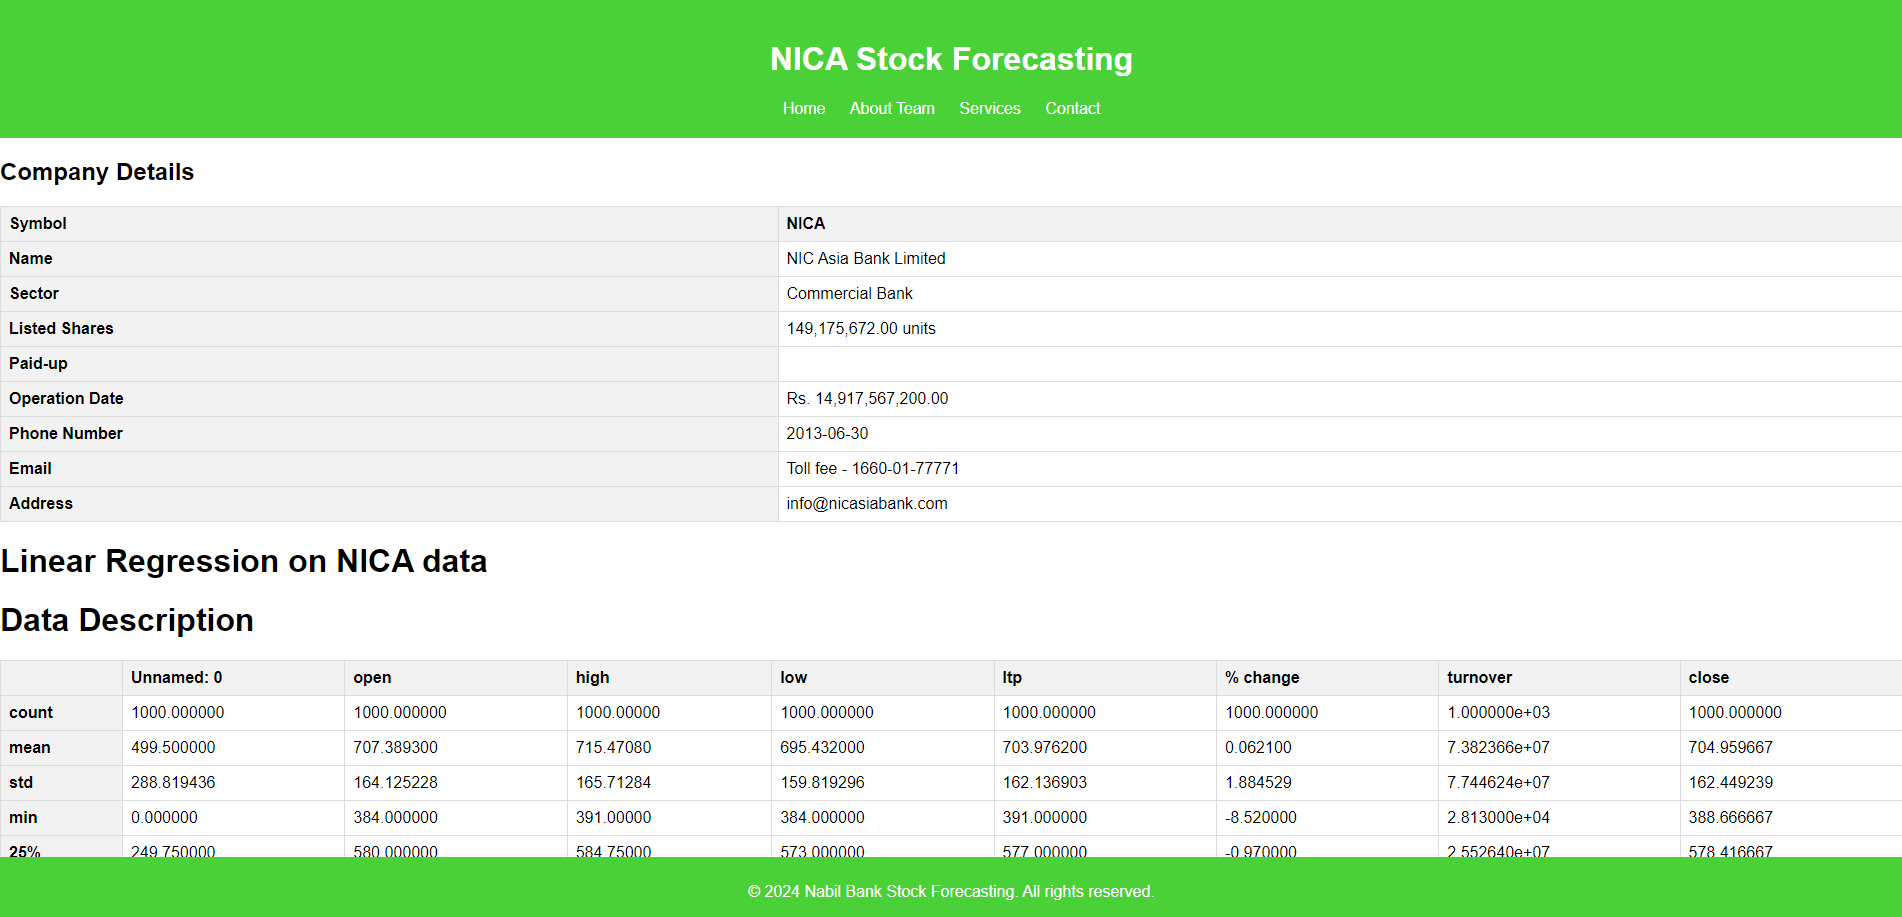 NICA Stock Forecasting
Home About Team Services Contact
Company Details
Symbol NICA
Name NIC Asia Bank Limited
Sector Commercial Bank
Listed Shares 149,175,672.00 units
Paid-up
Operation Date Rs. 14,917,567,200.00
Phone Number 2013-06-30
Email Toll fee - 1660-01-77771
Address info@nicasiabank.com
Linear Regression on NICA data
Data Description
Unnamed: 0 open high low ltp % change turnover close
count 1000.000000 1000.000000 1000.00000 1000.000000 1000.000000 1000.000000 1.000000e+03 1000.000000
mean 499.500000 707.389300 715.47080 695.432000 703.976200 0.062100 7.382366e+07 704.959667
std 288.819436 164.125228 165.71284 159.819296 162.136903 1.884529 7.744624e+07 162.449239
min 0.000000 384.000000 391.00000 384.000000 391.000000 -8.520000 2.813000e+04 388.666667
25% 249.750000 580.000000 584.75000 573.000000 577.000000 -0.970000 2.552640e+07 578.416667
© 2024 Nabil Bank Stock Forecasting. All rights reserved.